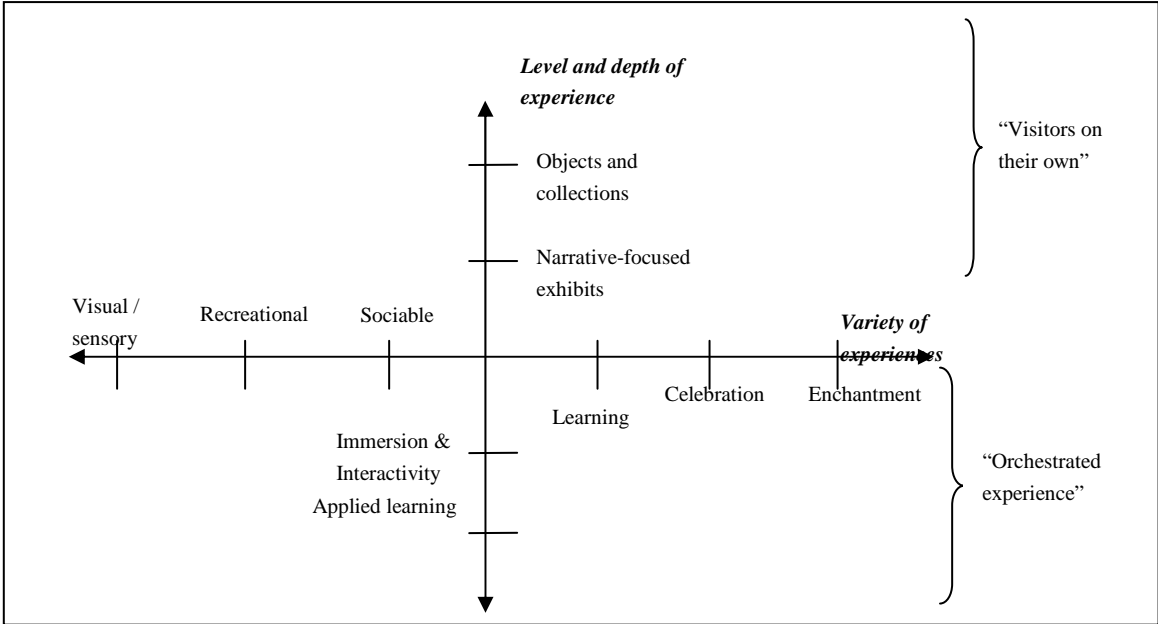 Level and depth of
experience
“Visitors on
their own”
Objects and
collections
Narrative-focused
exhibits
Visual /
sensory
Recreational
Sociable
Variety of
experiences
Learning
Celebration
Enchantment
Immersion &
Interactivity
Applied learning
“Orchestrated
experience”